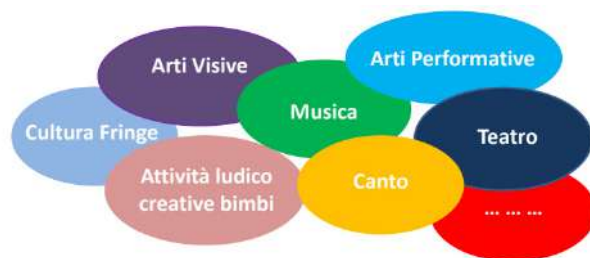 Arti Visive
Arti Performative
Musica
Cultura Fringe
Teatro
Attività ludico
creative bimbi
Canto
... ... ...